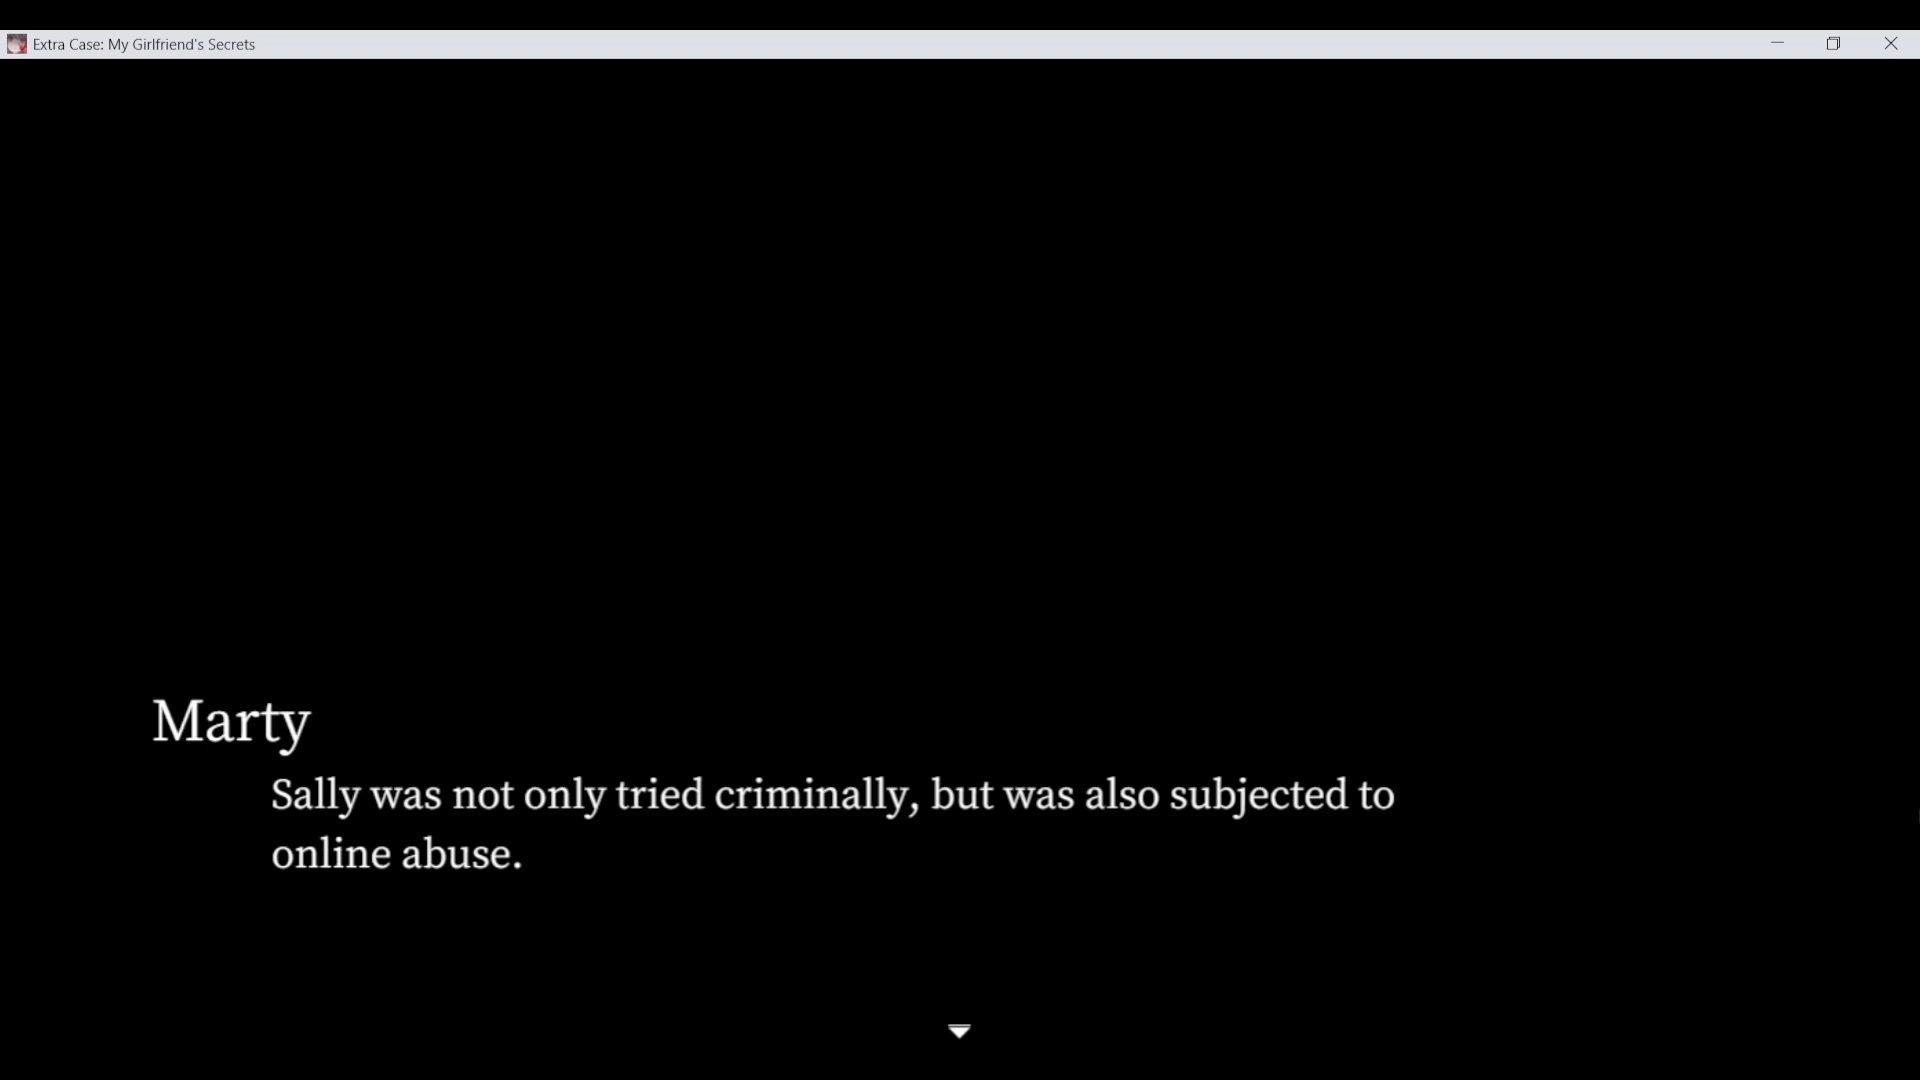 Extra Case: My Girlfriend's Secrets
Marty
Sally was not only tried criminally, but was also subjected to
online abuse.